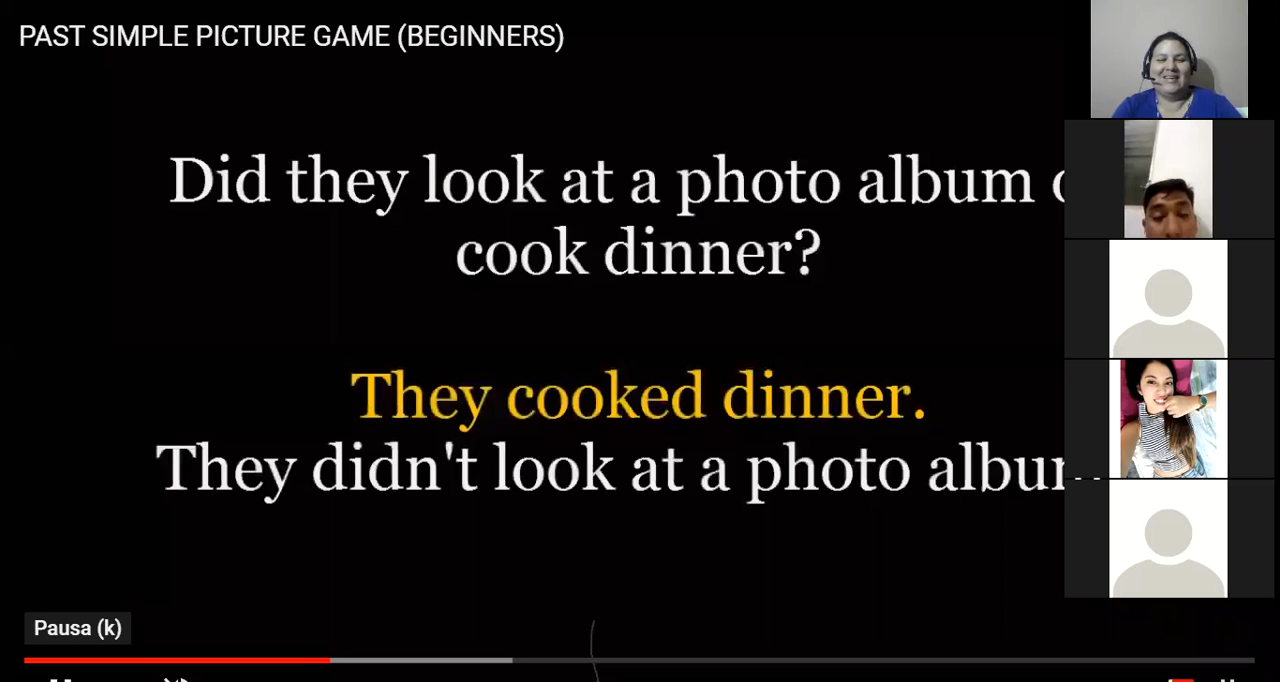 PAST SIMPLE PICTURE GAME (BEGINNERS)
Did they look at a photo album
cook dinner?
They cooked dinner.
They didn't look at a photo
Pausa (k)